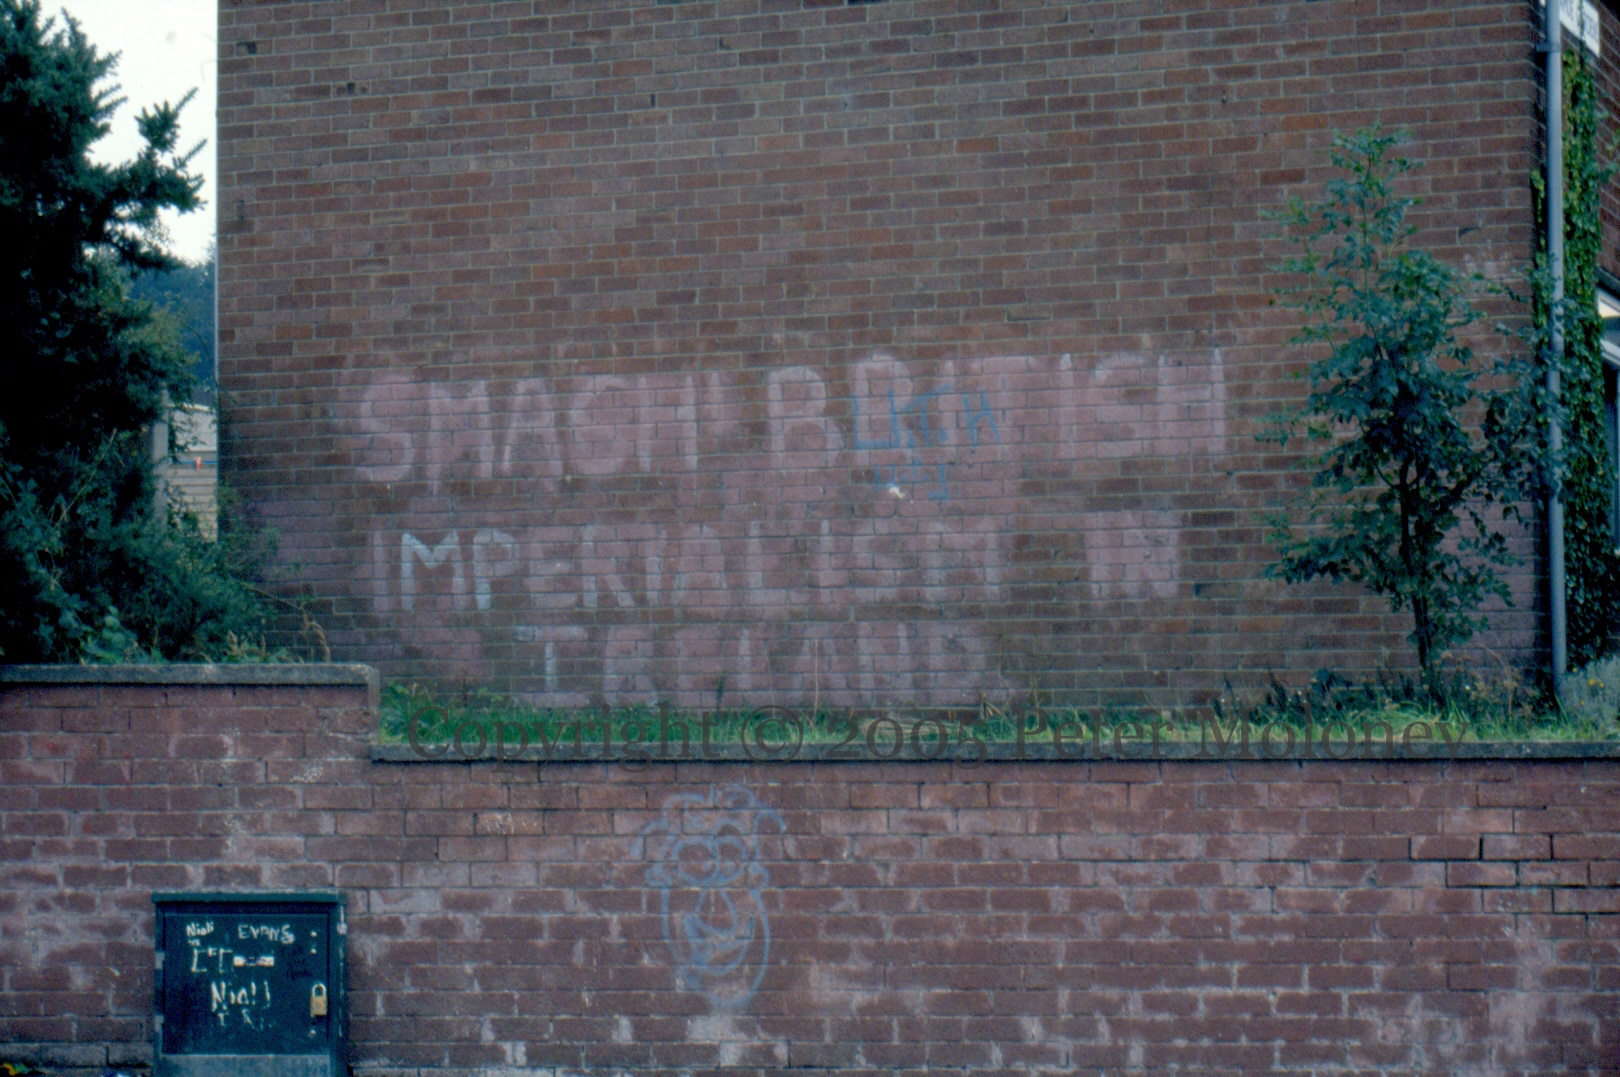 SMASH BRITISH
IMPERIALISM IN
IRELAND
Copyright © 2005 Peter Moloney
Niall EVANS
Niall